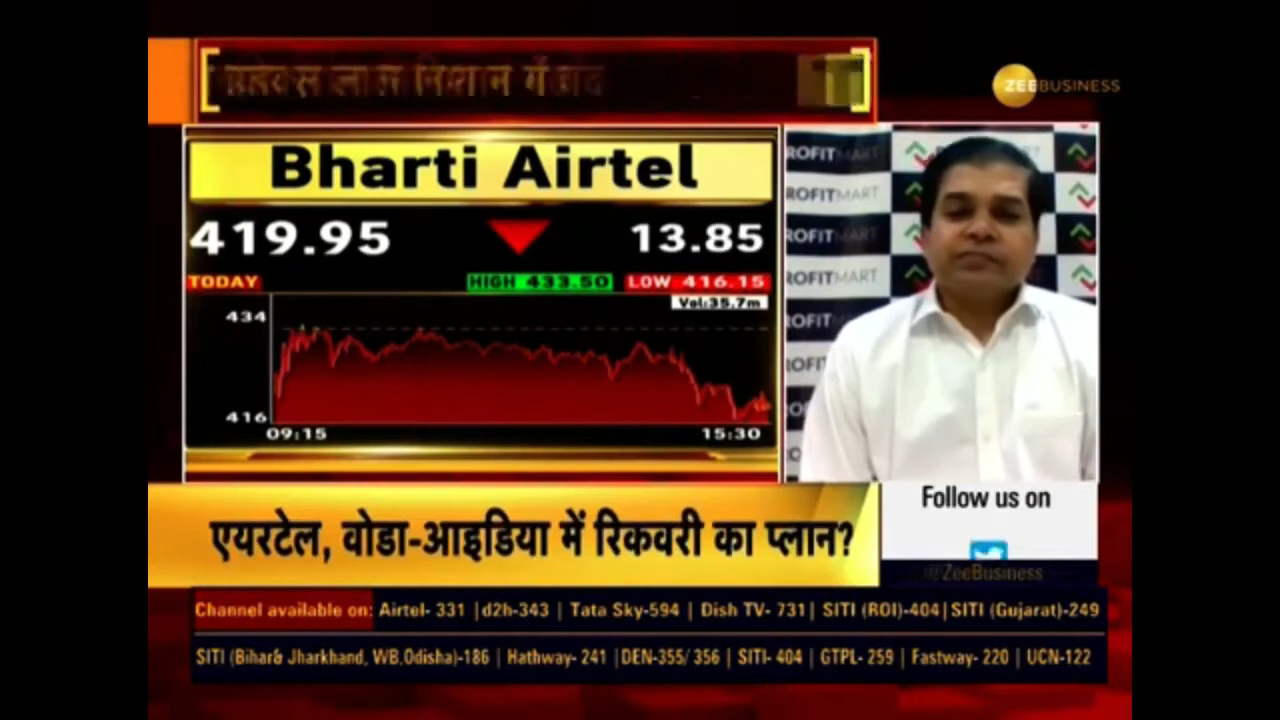 ZEEBUSINESS
Bharti Airtel
419.95 13.85
TODAY HIGH 433.50 LOW 416.15
Vol:35.7m
434
416
09:15 15:30
ROFITMART
ROFITMART
ROFITMART
ROFITMART
ROFIT
ROFIT
Follow us on
@ZeeBusiness
एयरटेल, वोडा-आइडिया में रिकवरी का प्लान?
Channel available on: Airtel- 331 |d2h-343 | Tata Sky-594 | Dish TV- 731| SITI (ROI)-404|SITI (Gujarat)-249
SITI (Bihar& Jharkhand, WB,Odisha)-186 | Hathway- 241 |DEN-355/ 356 | SITI- 404 | GTPL- 259 | Fastway- 220 | UCN-122